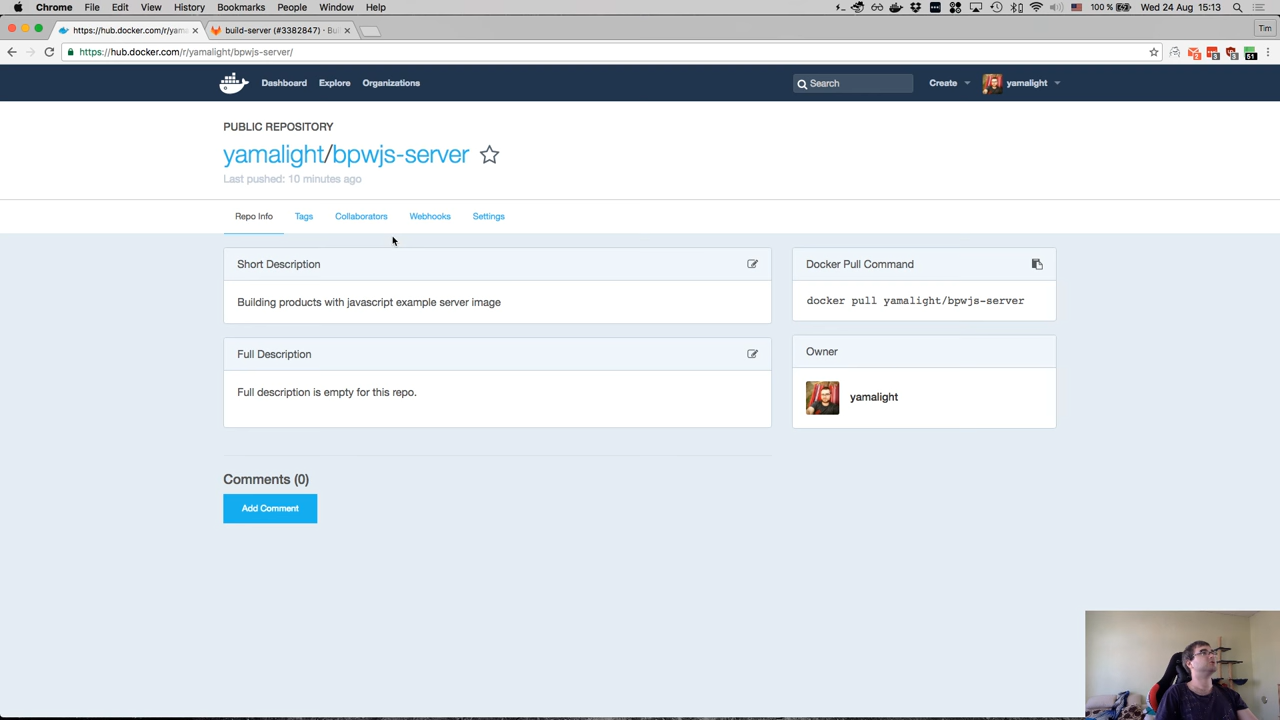 Chrome File Edit View History Bookmarks People Window Help 100 % Wed 24 Aug 15:13
https://hub.docker.com/r/yama build-server (#3382847) · Bui Tim
https://hub.docker.com/r/yamalight/bpwjs-server/
Dashboard Explore Organizations Search Create yamalight
PUBLIC REPOSITORY
yamalight/bpwjs-server
Last pushed: 10 minutes ago
Repo Info Tags Collaborators Webhooks Settings
Short Description Docker Pull Command
Building products with javascript example server image docker pull yamalight/bpwjs-server
Full Description Owner
Full description is empty for this repo. yamalight
Comments (0)
Add Comment